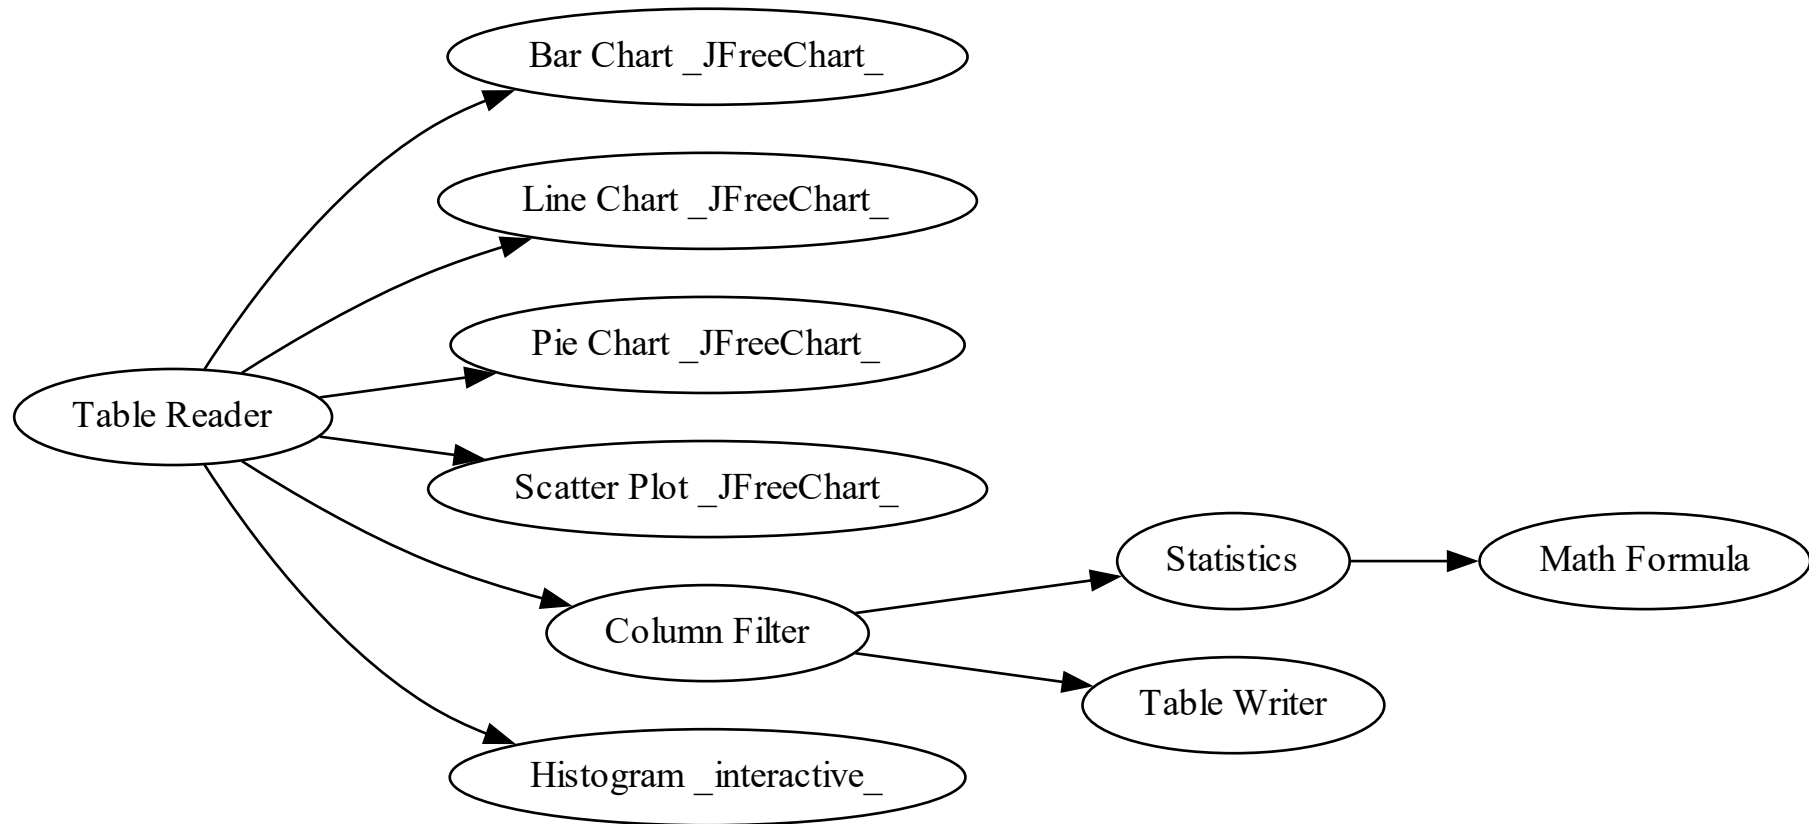 Bar Chart _JFreeChart_
Line Chart _JFreeChart_
Pie Chart _JFreeChart_
Table Reader
Scatter Plot _JFreeChart_
Statistics
Math Formula
Column Filter
Table Writer
Histogram _interactive_